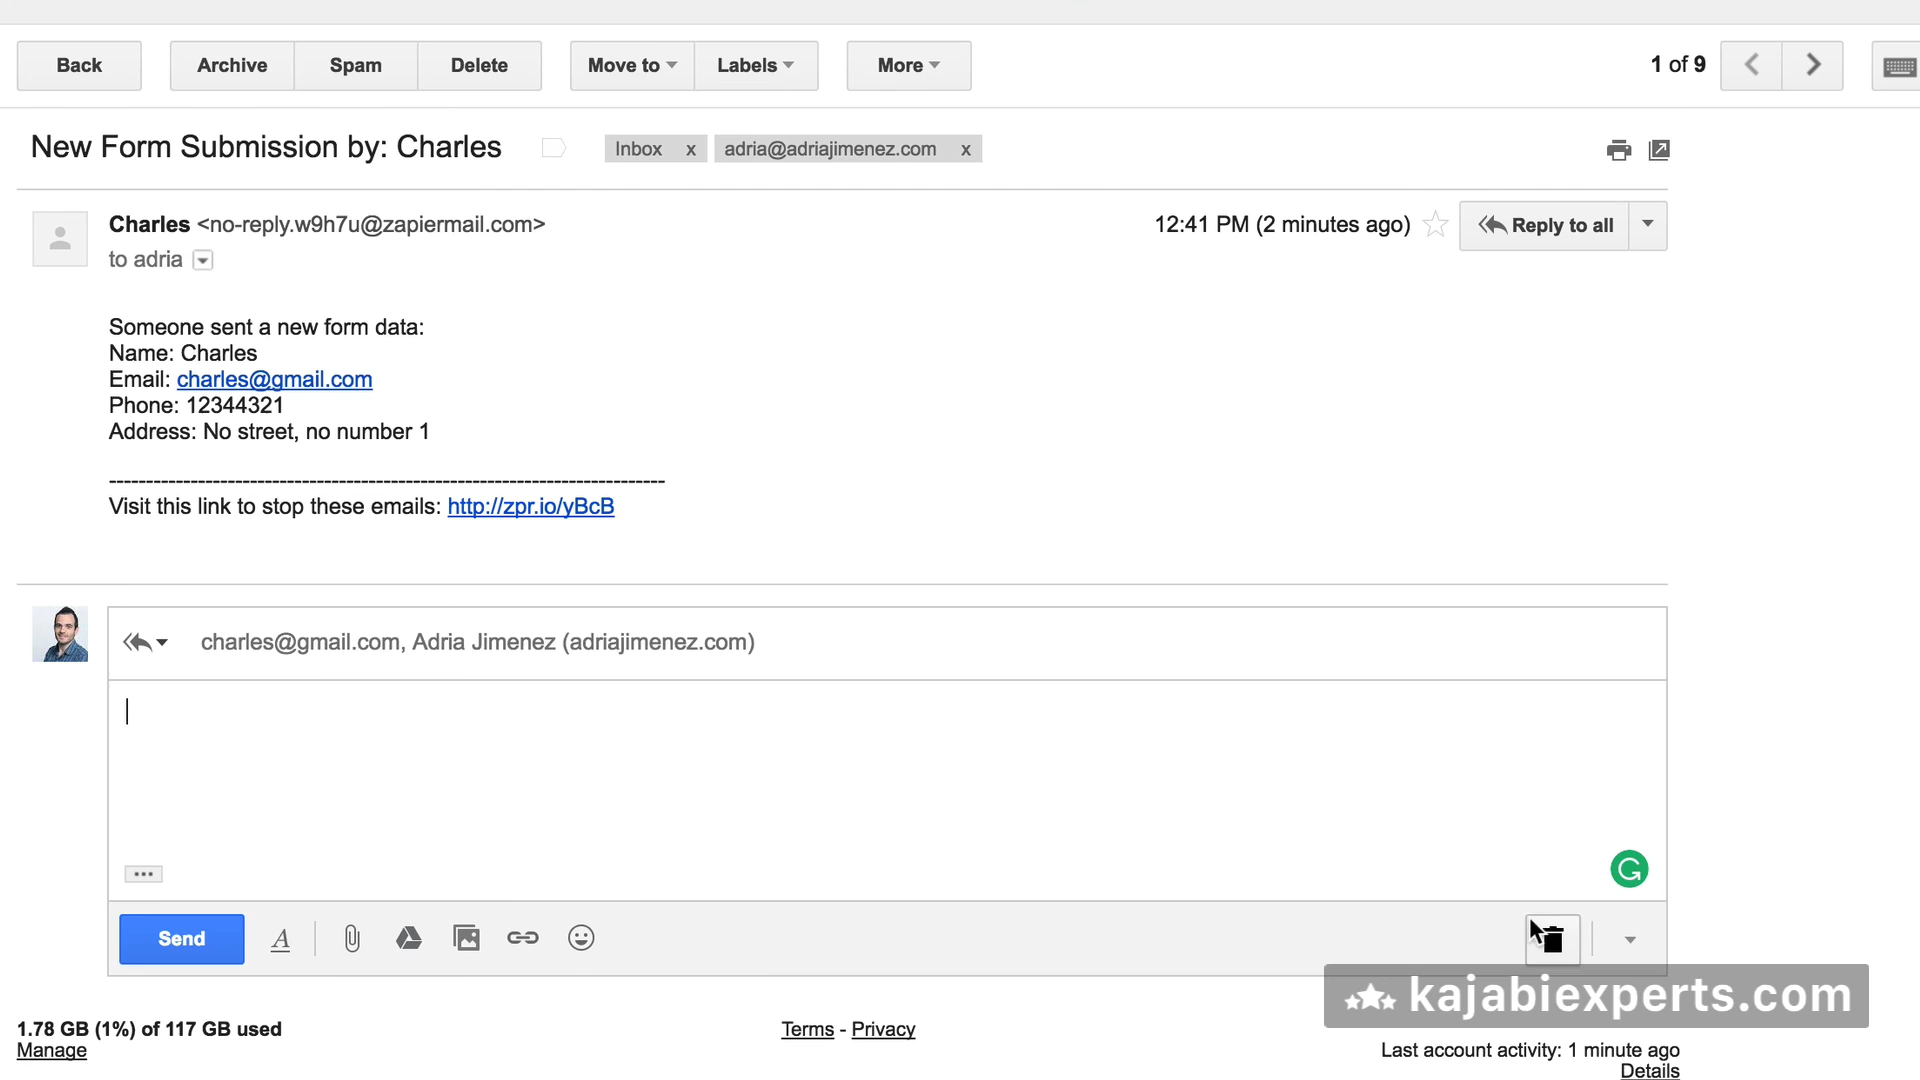 Back Archive Spam Delete Move to Labels More 1 of 9
New Form Submission by: Charles Inbox x adria@adriajimenez.com x
Charles <no-reply.w9h7u@zapiermail.com> 12:41 PM (2 minutes ago) Reply to all
to adria
Someone sent a new form data:
Name: Charles
Email: charles@gmail.com
Phone: 12344321
Address: No street, no number 1
---------------------------------------------------------------------------
Visit this link to stop these emails: http://zpr.io/yBcB
charles@gmail.com, Adria Jimenez (adriajimenez.com)
Send A
kajabiexperts.com
1.78 GB (1%) of 117 GB used Terms - Privacy
Manage Last account activity: 1 minute ago
Details